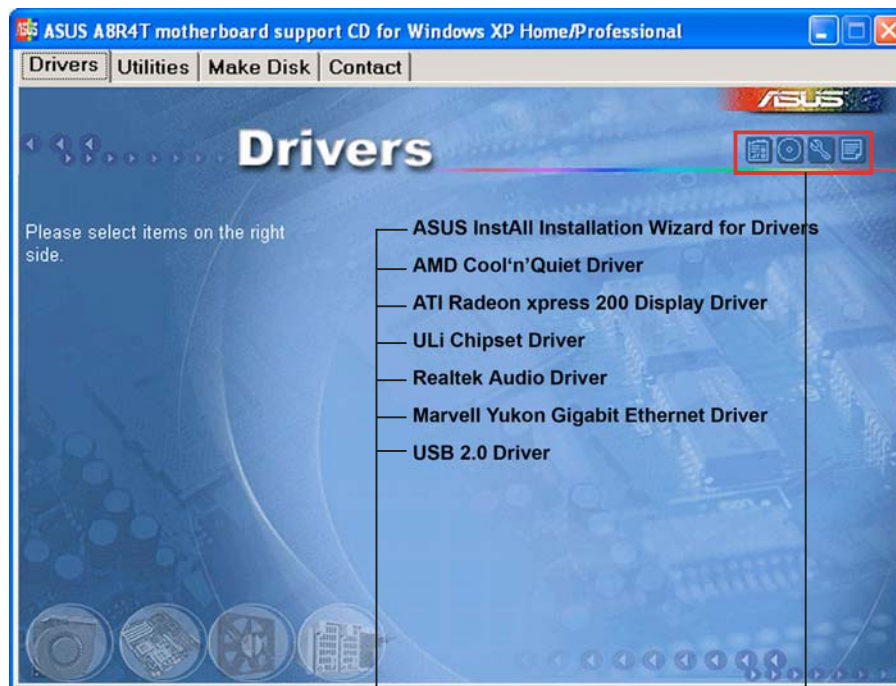 ASUS A8R4T motherboard support CD for Windows XP Home/Professional
Drivers Utilities Make Disk Contact
ASUS
Drivers
Please select items on the right
side.
ASUS InstAll Installation Wizard for Drivers
AMD Cool‘n’Quiet Driver
ATI Radeon xpress 200 Display Driver
ULi Chipset Driver
Realtek Audio Driver
Marvell Yukon Gigabit Ethernet Driver
USB 2.0 Driver